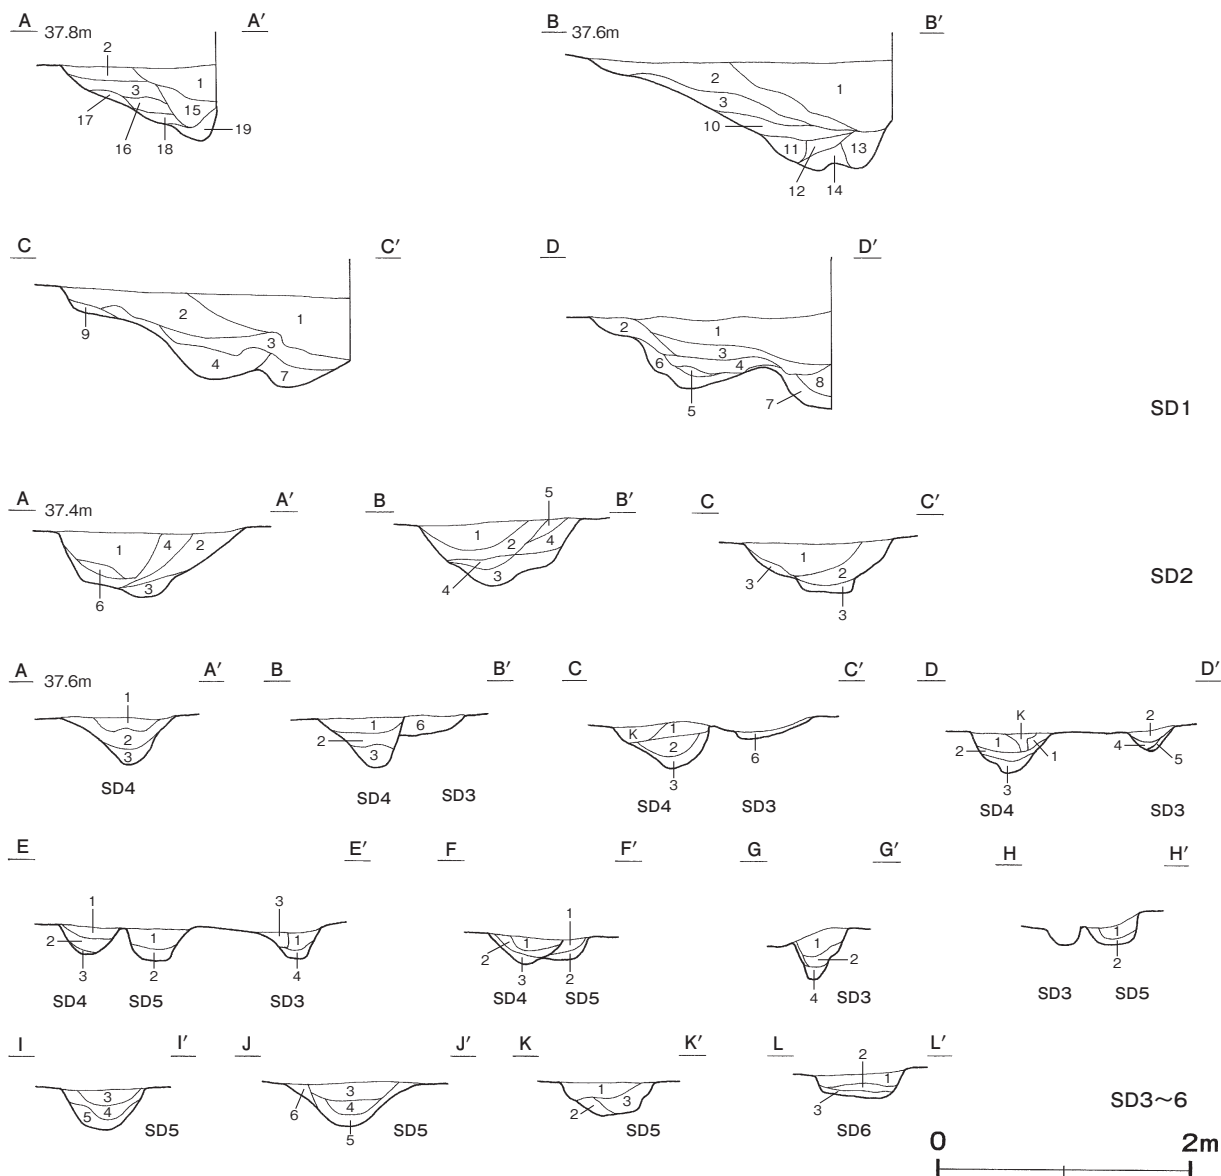 A 37.8m A′ B 37.6m B′
2
1 2 1
3 3
15
17 19 10
16 18 11 13
12 14
C C′ D D′
2 1 2 1
3 3
9 4 6 4
7 8
5 7
SD1
A 37.4m A′ B 5 B′ C C′
1 4 2 1 2 4 1
3 3 2
6 4 3 3
SD2
A 37.6m A′ B B′ C C′ D D′
1 K 2
1 6 1 1
2 2 K 2 2 1 4 5
3 3 6
3 3
SD4 SD4 SD3 SD4 SD3 SD4 SD3
E E′ F F′ G G′ H H′
1 3 1
1 1 1 1 1
2 2 2
3 2 4 3 2 4 2
SD4 SD5 SD3 SD4 SD5 SD3 SD3 SD5
I I′ J J′ K K′ L L′
2
3 3 1 1
5 4 6 4 2 3 3
5
SD5 SD5 SD5 SD6
SD3～6
0 2m